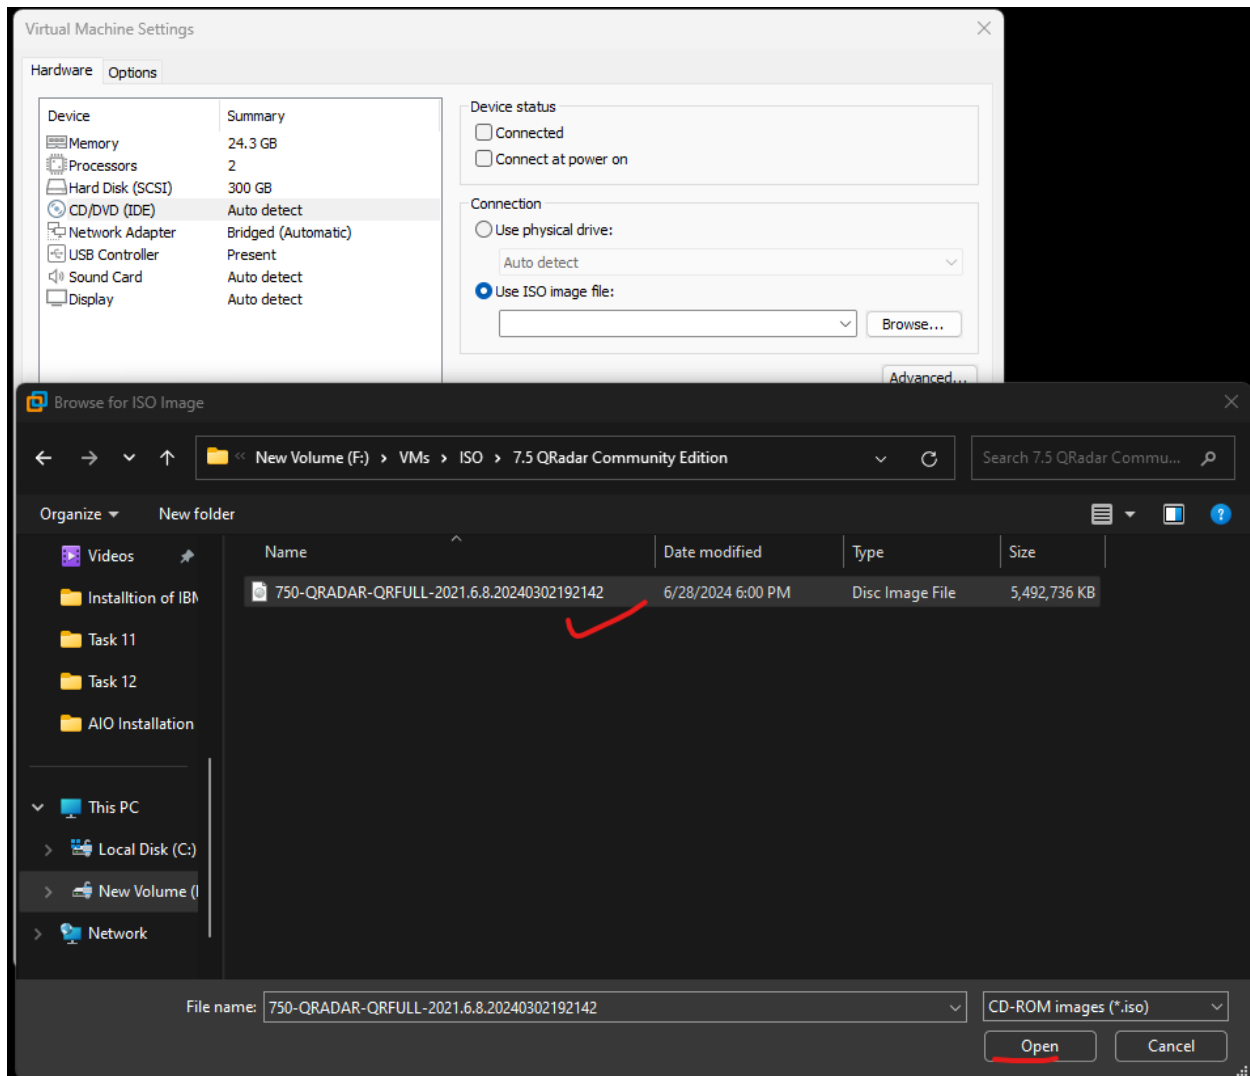 Virtual Machine Settings
Hardware Options
Device Summary
Memory 24.3 GB
Processors 2
Hard Disk (SCSI) 300 GB
CD/DVD (IDE) Auto detect
Network Adapter Bridged (Automatic)
USB Controller Present
Sound Card Auto detect
Display Auto detect
Device status
Connected
Connect at power on
Connection
Use physical drive:
Auto detect
Use ISO image file:
Browse...
Advanced...
Browse for ISO Image
« New Volume (F:) > VMs > ISO > 7.5 QRadar Community Edition
Search 7.5 QRadar Commu...
Organize New folder
Videos
Installtion of IBM
Task 11
Task 12
AIO Installation
This PC
Local Disk (C:)
New Volume (
Network
Name Date modified Type Size
750-QRADAR-QRFULL-2021.6.8.20240302192142 6/28/2024 6:00 PM Disc Image File 5,492,736 KB
File name: 750-QRADAR-QRFULL-2021.6.8.20240302192142 CD-ROM images (*.iso)
Open Cancel